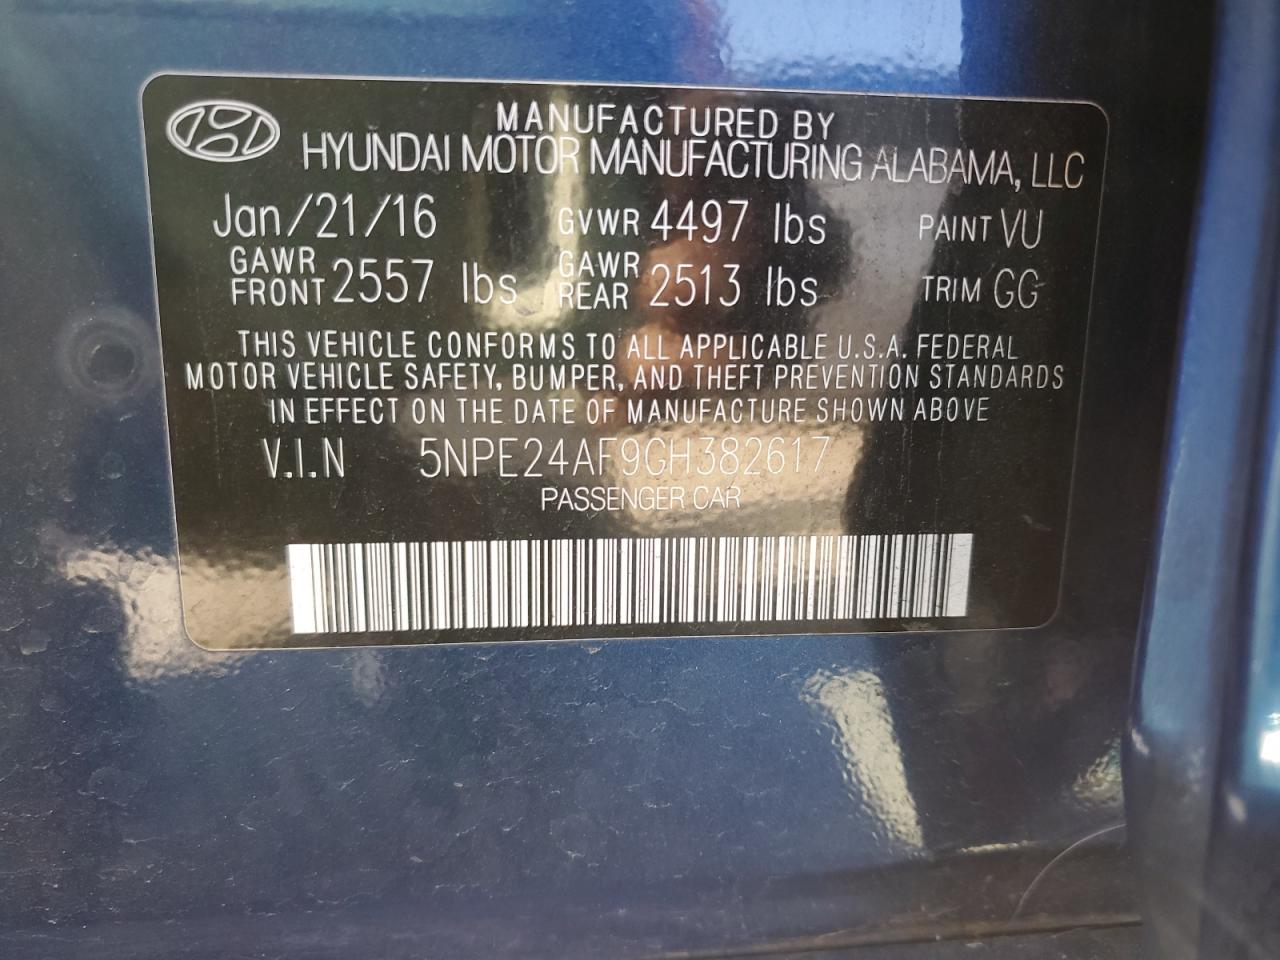 MANUFACTURED BY
HYUNDAI MOTOR MANUFACTURING ALABAMA, LLC
Jan/21/16 GVWR 4497 lbs PAINT VU
GAWR FRONT 2557 lbs GAWR REAR 2513 lbs TRIM GG
THIS VEHICLE CONFORMS TO ALL APPLICABLE U.S.A. FEDERAL
MOTOR VEHICLE SAFETY, BUMPER, AND THEFT PREVENTION STANDARDS
IN EFFECT ON THE DATE OF MANUFACTURE SHOWN ABOVE
V.I.N 5NPE24AF9GH382617
PASSENGER CAR